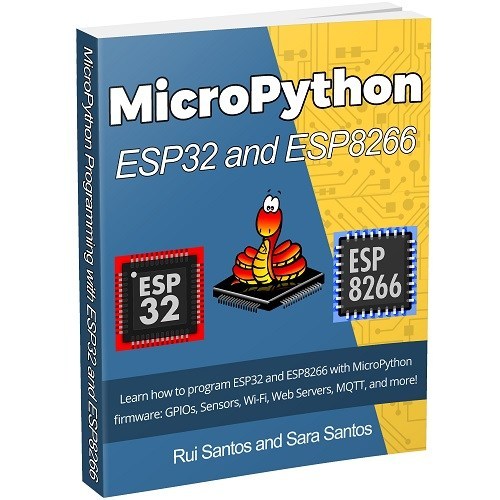 MicroPython Programming with ESP32 and ESP8266
MicroPython
ESP32 and ESP8266
ESP
32
ESP
8266
Learn how to program ESP32 and ESP8266 with MicroPython
firmware: GPIOs, Sensors, Wi-Fi, Web Servers, MQTT, and more!
Rui Santos and Sara Santos